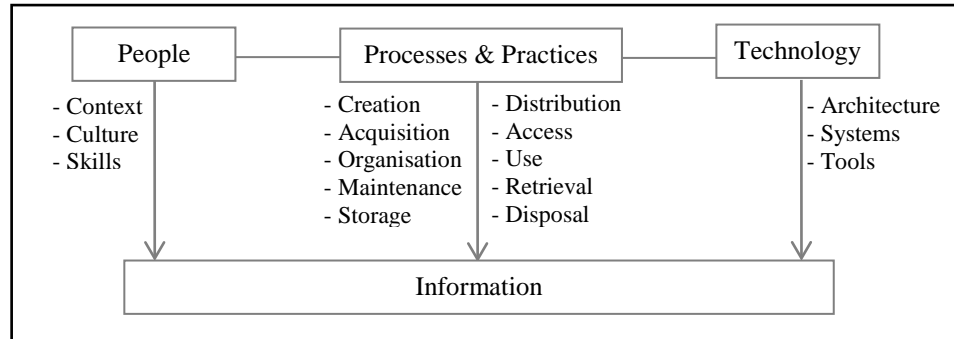 People
Processes & Practices
Technology
- Context
- Culture
- Skills
- Creation
- Acquisition
- Organisation
- Maintenance
- Storage
- Distribution
- Access
- Use
- Retrieval
- Disposal
- Architecture
- Systems
- Tools
Information